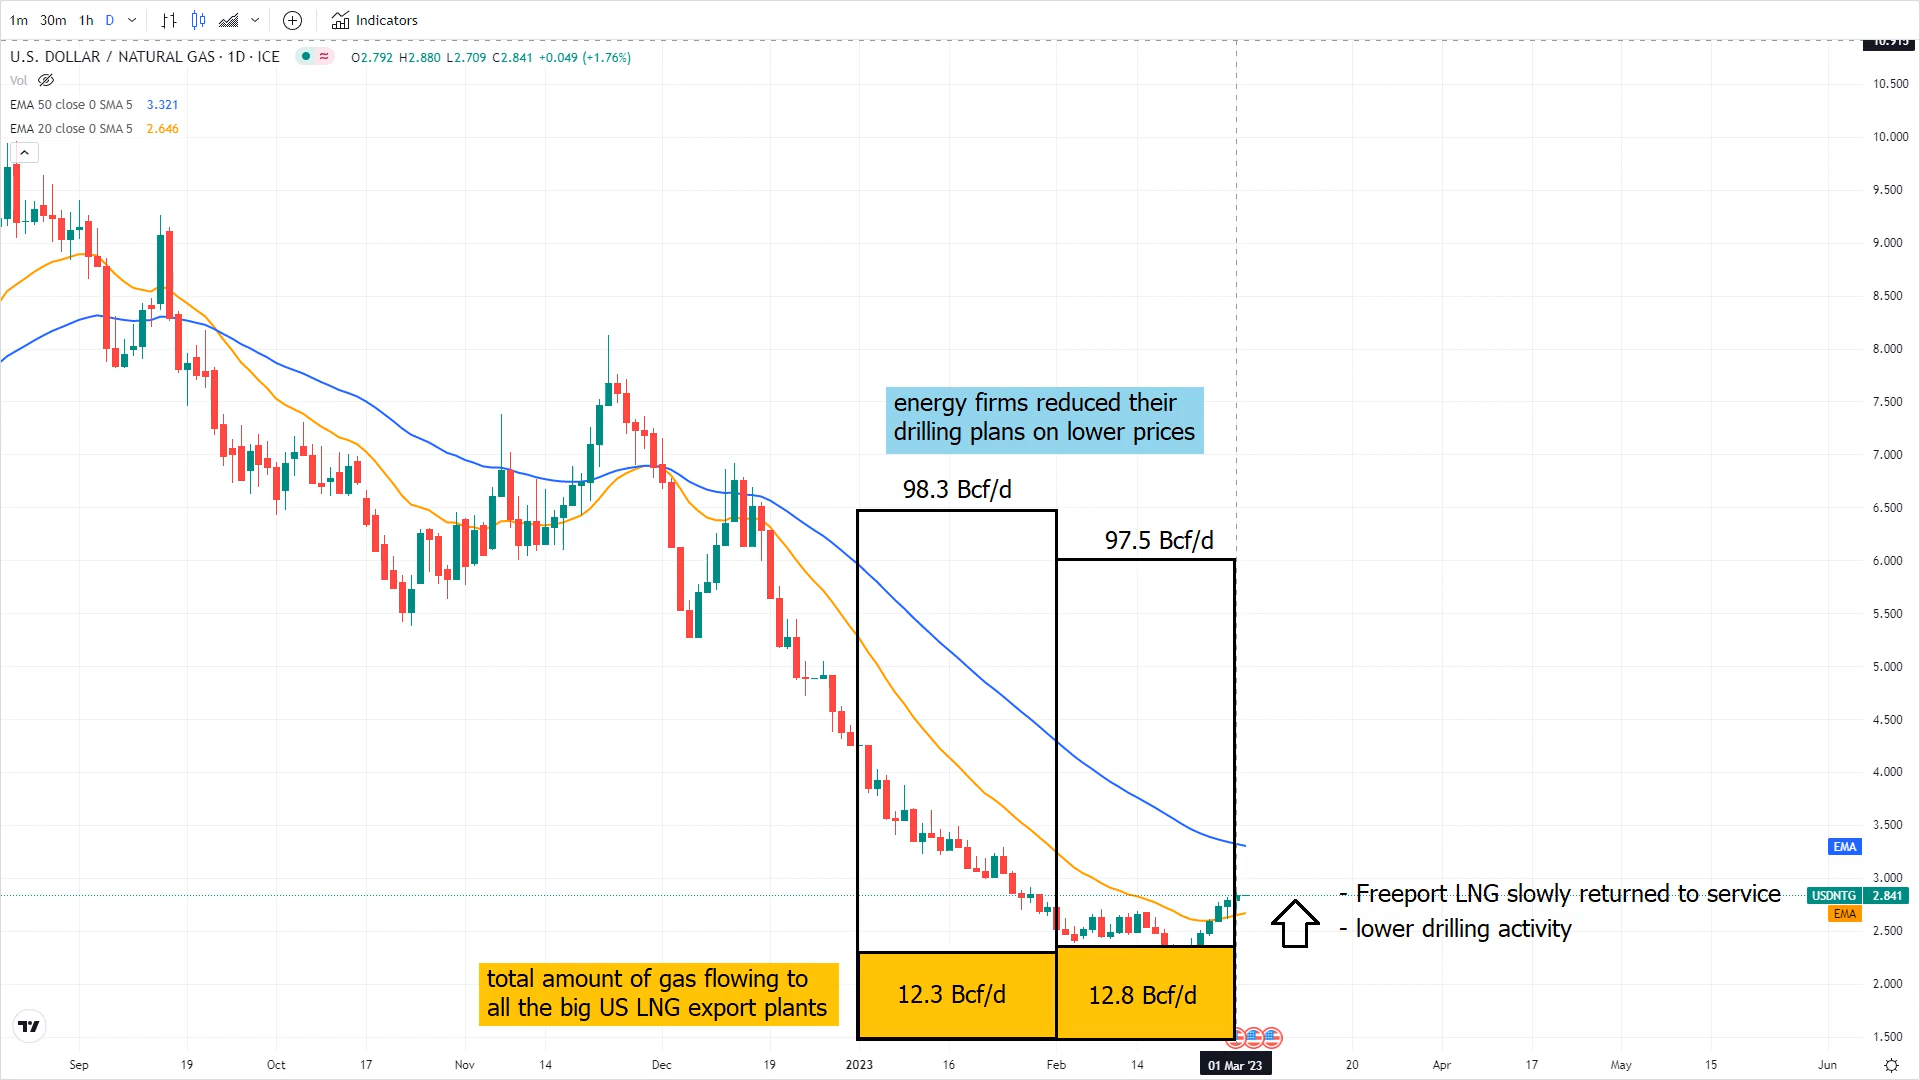 1m 30m 1h D Indicators
U.S. DOLLAR / NATURAL GAS · 1D · ICE ≈ O2.792 H2.880 L2.709 C2.841 +0.049 (+1.76%)
Vol
EMA 50 close 0 SMA 5 3.321
EMA 20 close 0 SMA 5 2.646
10.915
10.500
10.000
9.500
9.000
8.500
8.000
7.500
7.000
6.500
6.000
5.500
5.000
4.500
4.000
3.500
EMA
3.000
USDNTG 2.841
EMA
2.500
2.000
1.500
energy firms reduced their
drilling plans on lower prices
98.3 Bcf/d
97.5 Bcf/d
- Freeport LNG slowly returned to service
- lower drilling activity
total amount of gas flowing to
all the big US LNG export plants
12.3 Bcf/d
12.8 Bcf/d
Sep 19 Oct 17 Nov 14 Dec 19 2023 16 Feb 14 01 Mar '23 20 Apr 17 May 15 Jun